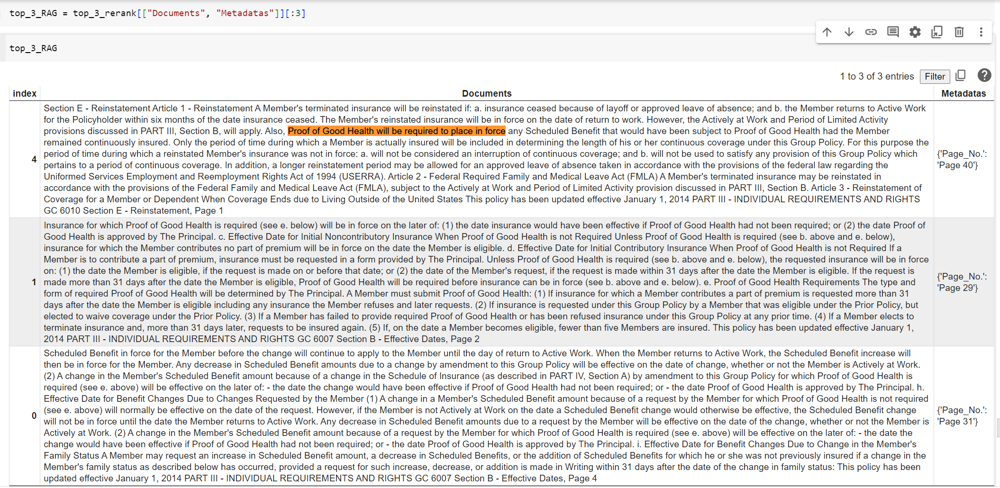 top_3_RAG = top_3_rerank[["Documents", "Metadatas"]][:3]
top_3_RAG
1 to 3 of 3 entries Filter
index Documents Metadatas
Section E - Reinstatement Article 1 - Reinstatement A Member's terminated insurance will be reinstated if: a. insurance ceased because of layoff or approved leave of absence; and b. the Member returns to Active Work
for the Policyholder within six months of the date insurance ceased. The Member's reinstated insurance will be in force on the date of return to work. However, the Actively at Work and Period of Limited Activity
provisions discussed in PART III, Section B, will apply. Also, Proof of Good Health will be required to place in force any Scheduled Benefit that would have been subject to Proof of Good Health had the Member
remained continuously insured. Only the period of time during which a Member is actually insured will be included in determining the length of his or her continuous coverage under this Group Policy. For this purpose the
period of time during which a reinstated Member's insurance was not in force: a. will not be considered an interruption of continuous coverage; and b. will not be used to satisfy any provision of this Group Policy which
4
{'Page_No.':
'Page 40'}
pertains to a period of continuous coverage. In addition, a longer reinstatement period may be allowed for an approved leave of absence taken in accordance with the provisions of the federal law regarding the
Uniformed Services Employment and Reemployment Rights Act of 1994 (USERRA). Article 2 - Federal Required Family and Medical Leave Act (FMLA) A Member's terminated insurance may be reinstated in
accordance with the provisions of the Federal Family and Medical Leave Act (FMLA), subject to the Actively at Work and Period of Limited Activity provision discussed in PART III, Section B. Article 3 - Reinstatement of
Coverage for a Member or Dependent When Coverage Ends due to Living Outside of the United States This policy has been updated effective January 1, 2014 PART III - INDIVIDUAL REQUIREMENTS AND RIGHTS
GC 6010 Section E - Reinstatement, Page 1
Insurance for which Proof of Good Health is required (see e. below) will be in force on the later of: (1) the date insurance would have been effective if Proof of Good Health had not been required; or (2) the date Proof of
Good Health is approved by The Principal. c. Effective Date for Initial Noncontributory Insurance When Proof of Good Health is not Required Unless Proof of Good Health is required (see b. above and e. below),
insurance for which the Member contributes no part of premium will be in force on the date the Member is eligible. d. Effective Date for Initial Contributory Insurance When Proof of Good Health is not Required If a
Member is to contribute a part of premium, insurance must be requested in a form provided by The Principal. Unless Proof of Good Health is required (see b. above and e. below), the requested insurance will be in force
on: (1) the date the Member is eligible, if the request is made on or before that date; or (2) the date of the Member's request, if the request is made within 31 days after the date the Member is eligible. If the request is
1
{'Page_No.':
'Page 29'}
made more than 31 days after the date the Member is eligible, Proof of Good Health will be required before insurance can be in force (see b. above and e. below). e. Proof of Good Health Requirements The type and
form of required Proof of Good Health will be determined by The Principal. A Member must submit Proof of Good Health: (1) If insurance for which a Member contributes a part of premium is requested more than 31
days after the date the Member is eligible including any insurance the Member refuses and later requests. (2) If insurance is requested under this Group Policy by a Member that was eligible under the Prior Policy, but
elected to waive coverage under the Prior Policy. (3) If a Member has failed to provide required Proof of Good Health or has been refused insurance under this Group Policy at any prior time. (4) If a Member elects to
terminate insurance and, more than 31 days later, requests to be insured again. (5) If, on the date a Member becomes eligible, fewer than five Members are insured. This policy has been updated effective January 1,
2014 PART III - INDIVIDUAL REQUIREMENTS AND RIGHTS GC 6007 Section B - Effective Dates, Page 2
Scheduled Benefit in force for the Member before the change will continue to apply to the Member until the day of return to Active Work. When the Member returns to Active Work, the Scheduled Benefit increase will
then be in force for the Member. Any decrease in Scheduled Benefit amounts due to a change by amendment to this Group Policy will be effective on the date of change, whether or not the Member is Actively at Work.
(2) A change in the Member's Scheduled Benefit amount because of a change in the Schedule of Insurance (as described in PART IV, Section A) by amendment to this Group Policy for which Proof of Good Health is
required (see e. above) will be effective on the later of: - the date the change would have been effective if Proof of Good Health had not been required; or - the date Proof of Good Health is approved by The Principal. h.
Effective Date for Benefit Changes Due to Changes Requested by the Member (1) A change in a Member's Scheduled Benefit amount because of a request by the Member for which Proof of Good Health is not required
(see e. above) will normally be effective on the date of the request. However, if the Member is not Actively at Work on the date a Scheduled Benefit change would otherwise be effective, the Scheduled Benefit change
0
{'Page_No.':
'Page 31'}
will not be in force until the date the Member returns to Active Work. Any decrease in Scheduled Benefit amounts due to a request by the Member will be effective on the date of the change, whether or not the Member is
Actively at Work. (2) A change in the Member's Scheduled Benefit amount because of a request by the Member for which Proof of Good Health is required (see e. above) will be effective on the later of: - the date the
change would have been effective if Proof of Good Health had not been required; or - the date Proof of Good Health is approved by The Principal. i. Effective Date for Benefit Changes Due to Change in the Member's
Family Status A Member may request an increase in Scheduled Benefit amount, a decrease in Scheduled Benefits, or the addition of Scheduled Benefits for which he or she was not previously insured if a change in the
Member's family status as described below has occurred, provided a request for such increase, decrease, or addition is made in Writing within 31 days after the date of the change in family status: This policy has been
updated effective January 1, 2014 PART III - INDIVIDUAL REQUIREMENTS AND RIGHTS GC 6007 Section B - Effective Dates, Page 4